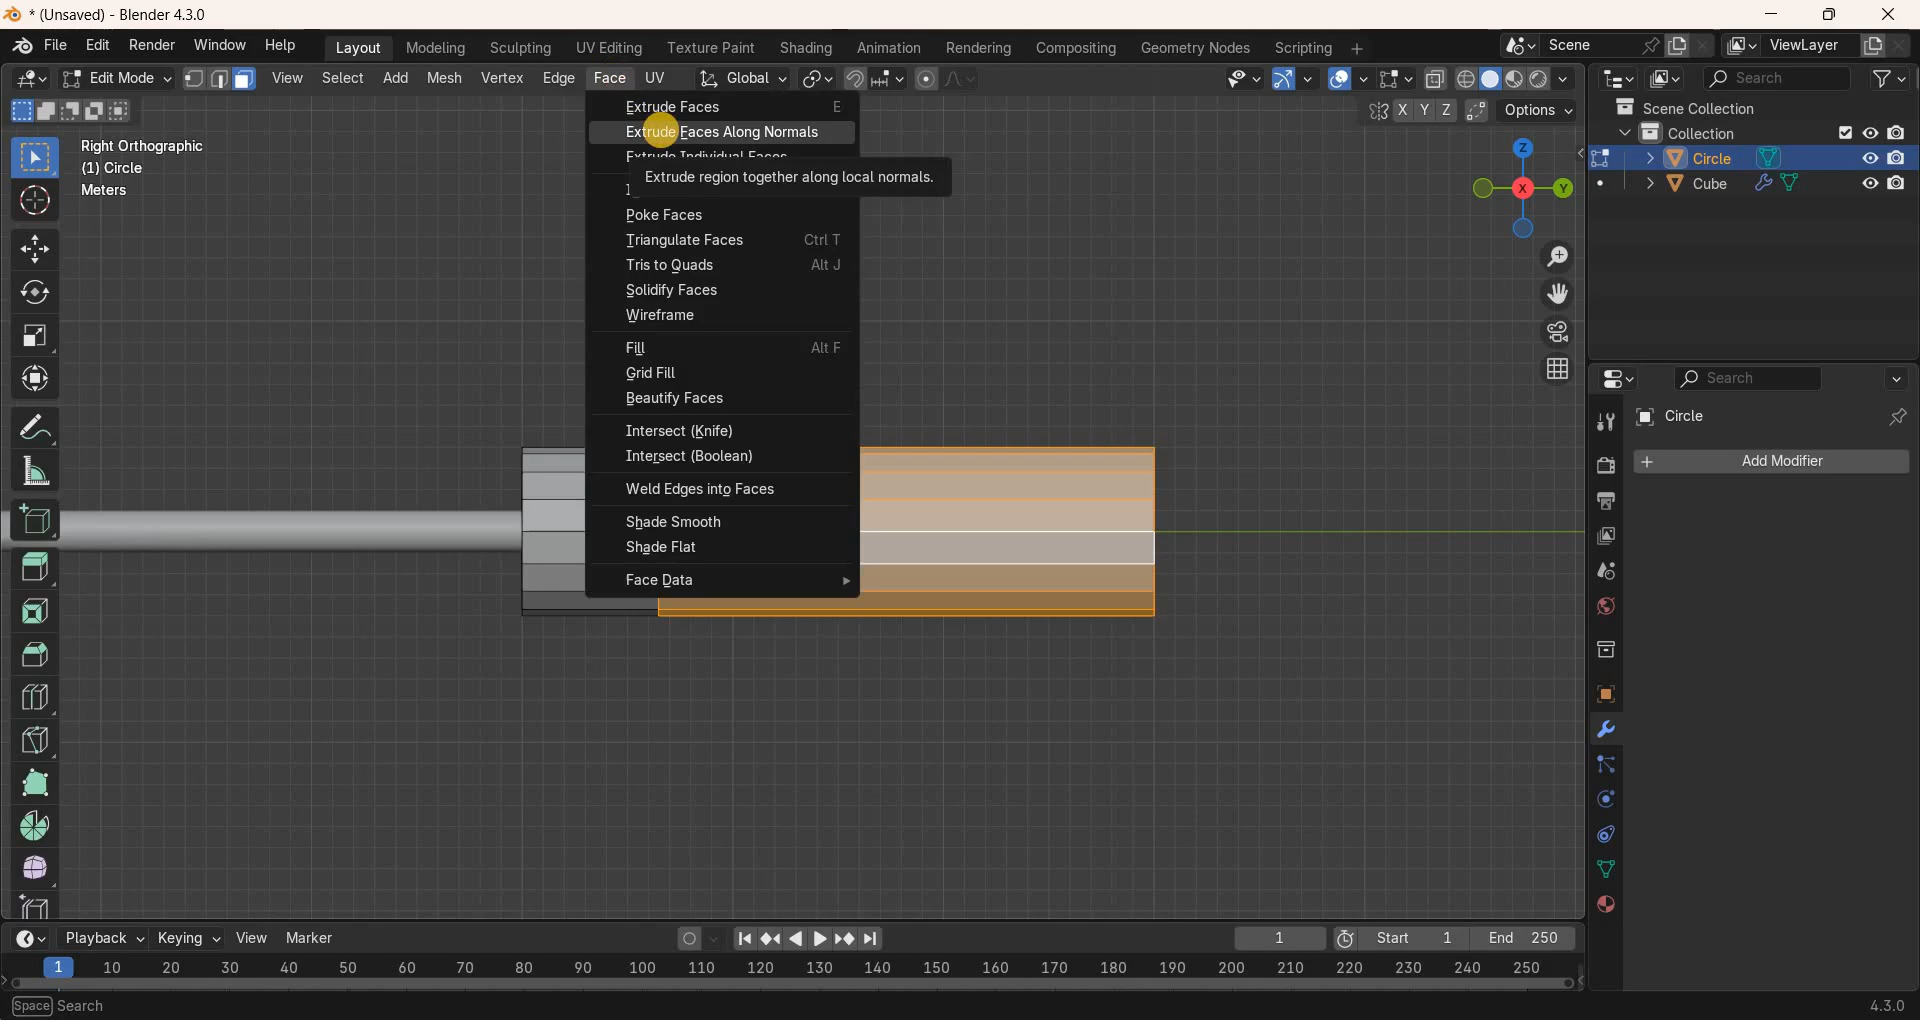 * (Unsaved) - Blender 4.3.0
File Edit Render Window Help
Layout Modeling Sculpting UV Editing Texture Paint Shading Animation Rendering Compositing Geometry Nodes Scripting +
Scene
ViewLayer
Edit Mode
View Select Add Mesh Vertex Edge Face UV
Global
Search
X Y Z Options
Scene Collection
Collection
Circle
Cube
Right Orthographic
(1) Circle
Meters
Extrude Faces E
Extrude Faces Along Normals
Extrude Individual Faces
Extrude region together along local normals.
Poke Faces
Triangulate Faces Ctrl T
Tris to Quads Alt J
Solidify Faces
Wireframe
Fill Alt F
Grid Fill
Beautify Faces
Intersect (Knife)
Intersect (Boolean)
Weld Edges into Faces
Shade Smooth
Shade Flat
Face Data
Z
X
Y
Search
Circle
+ Add Modifier
Playback Keying View Marker
1
Start 1
End 250
1 10 20 30 40 50 60 70 80 90 100 110 120 130 140 150 160 170 180 190 200 210 220 230 240 250
Space Search
4.3.0